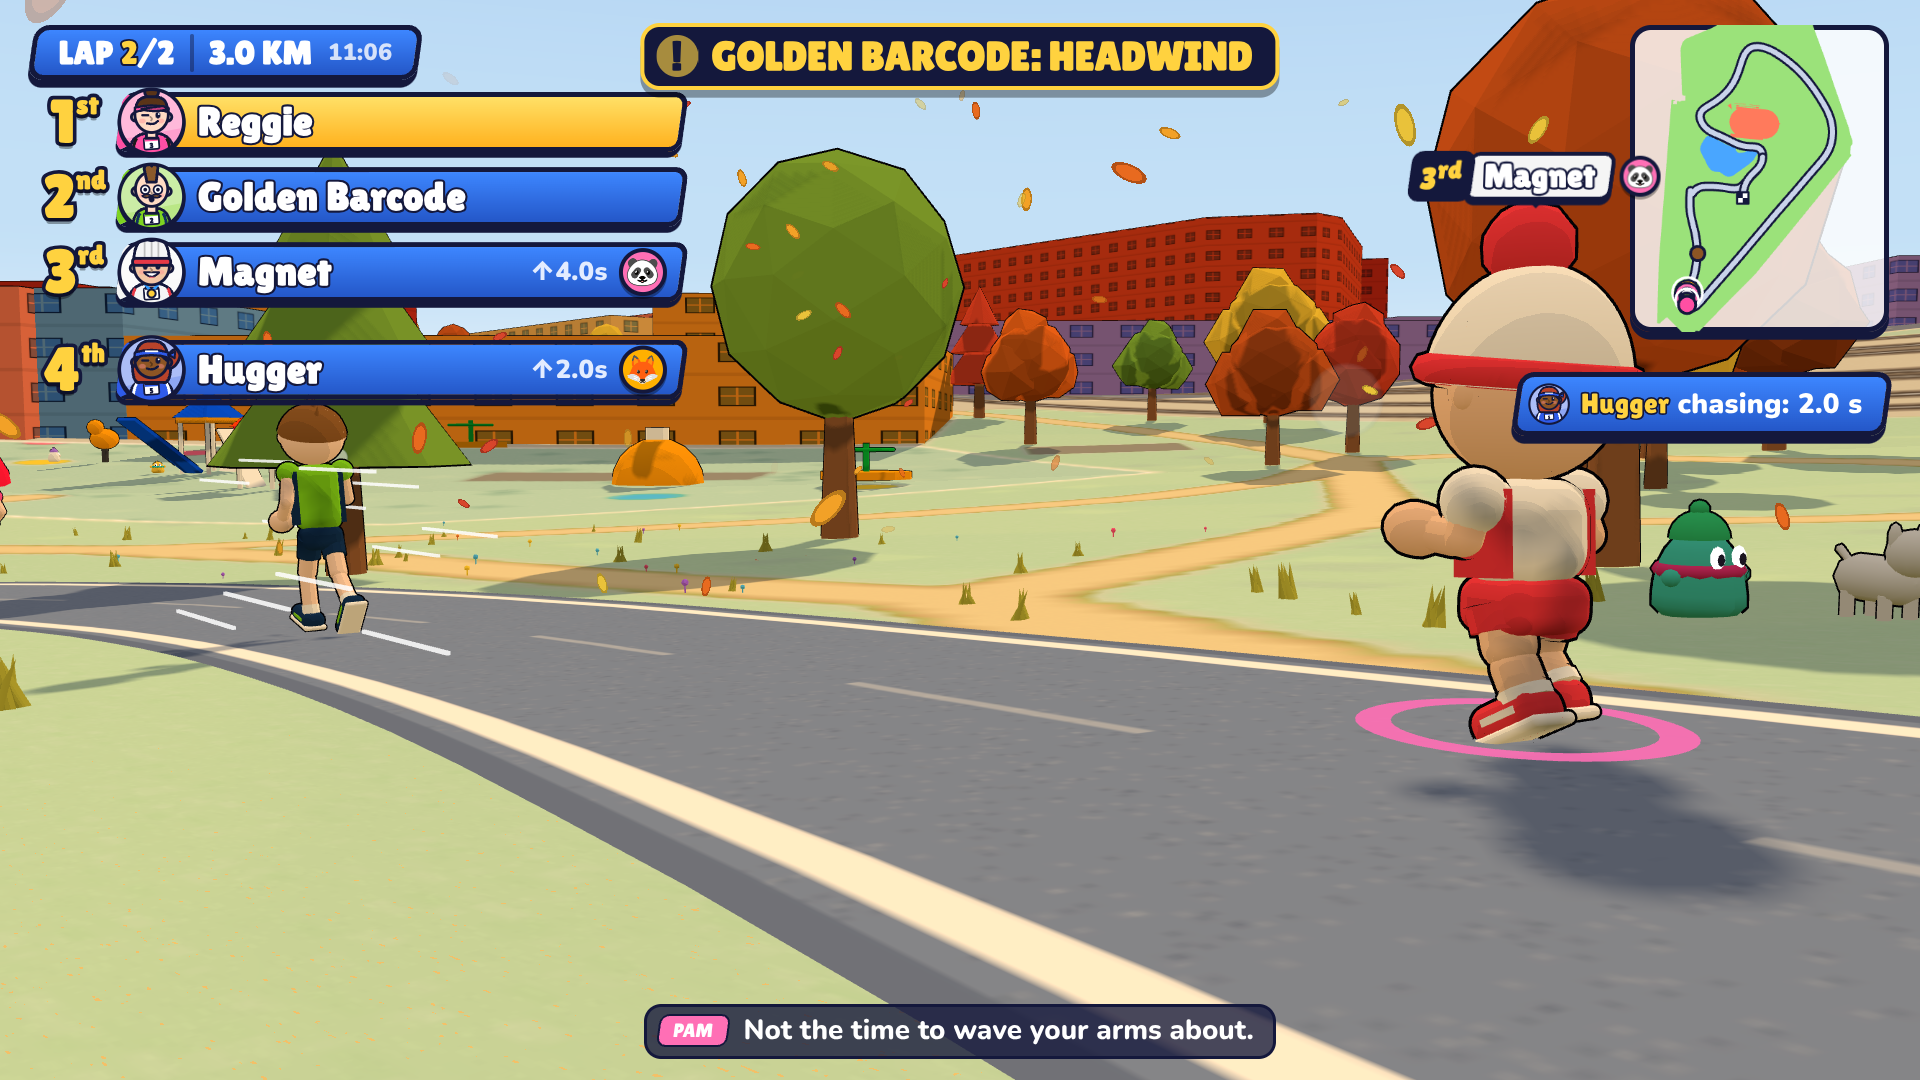 LAP 2/2 3.0 KM 11:06
GOLDEN BARCODE: HEADWIND
1st Reggie
2nd Golden Barcode
3rd Magnet ↑4.0s
4th Hugger ↑2.0s
3rd Magnet
Hugger chasing: 2.0 s
PAM Not the time to wave your arms about.